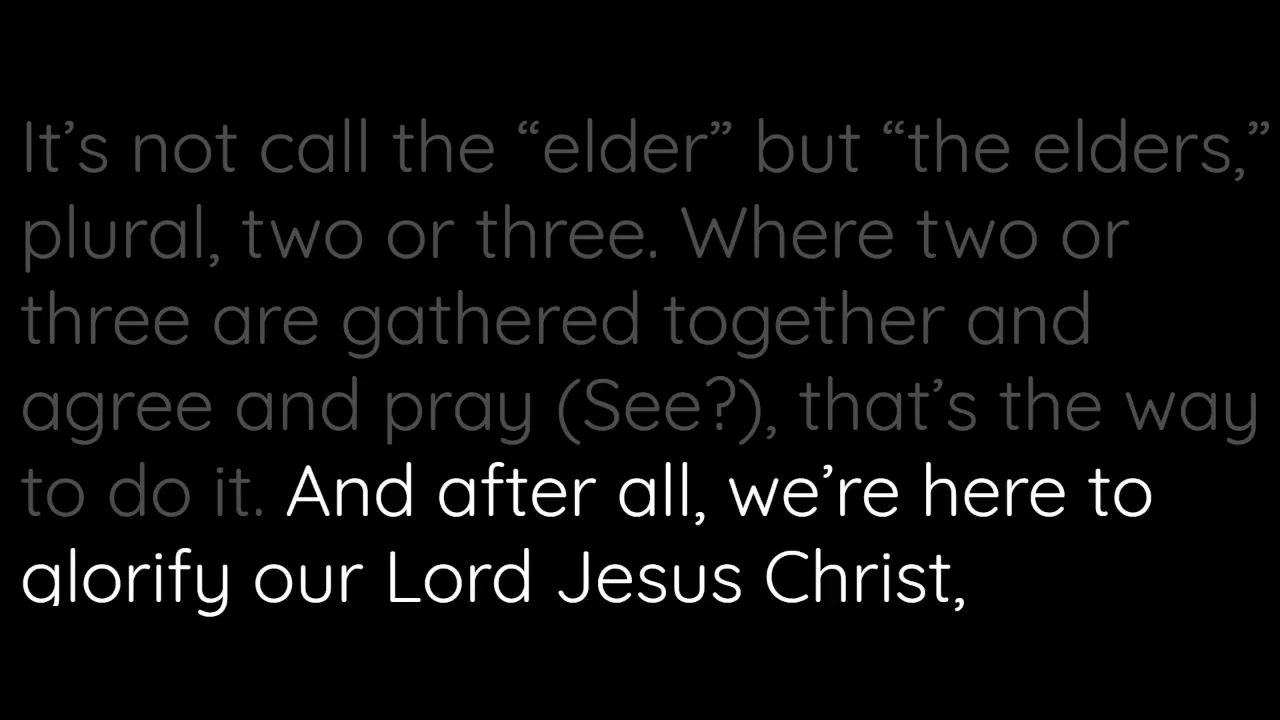 It’s not call the “elder” but “the elders,”
plural, two or three. Where two or
three are gathered together and
agree and pray (See?), that’s the way
to do it. And after all, we’re here to
glorify our Lord Jesus Christ,